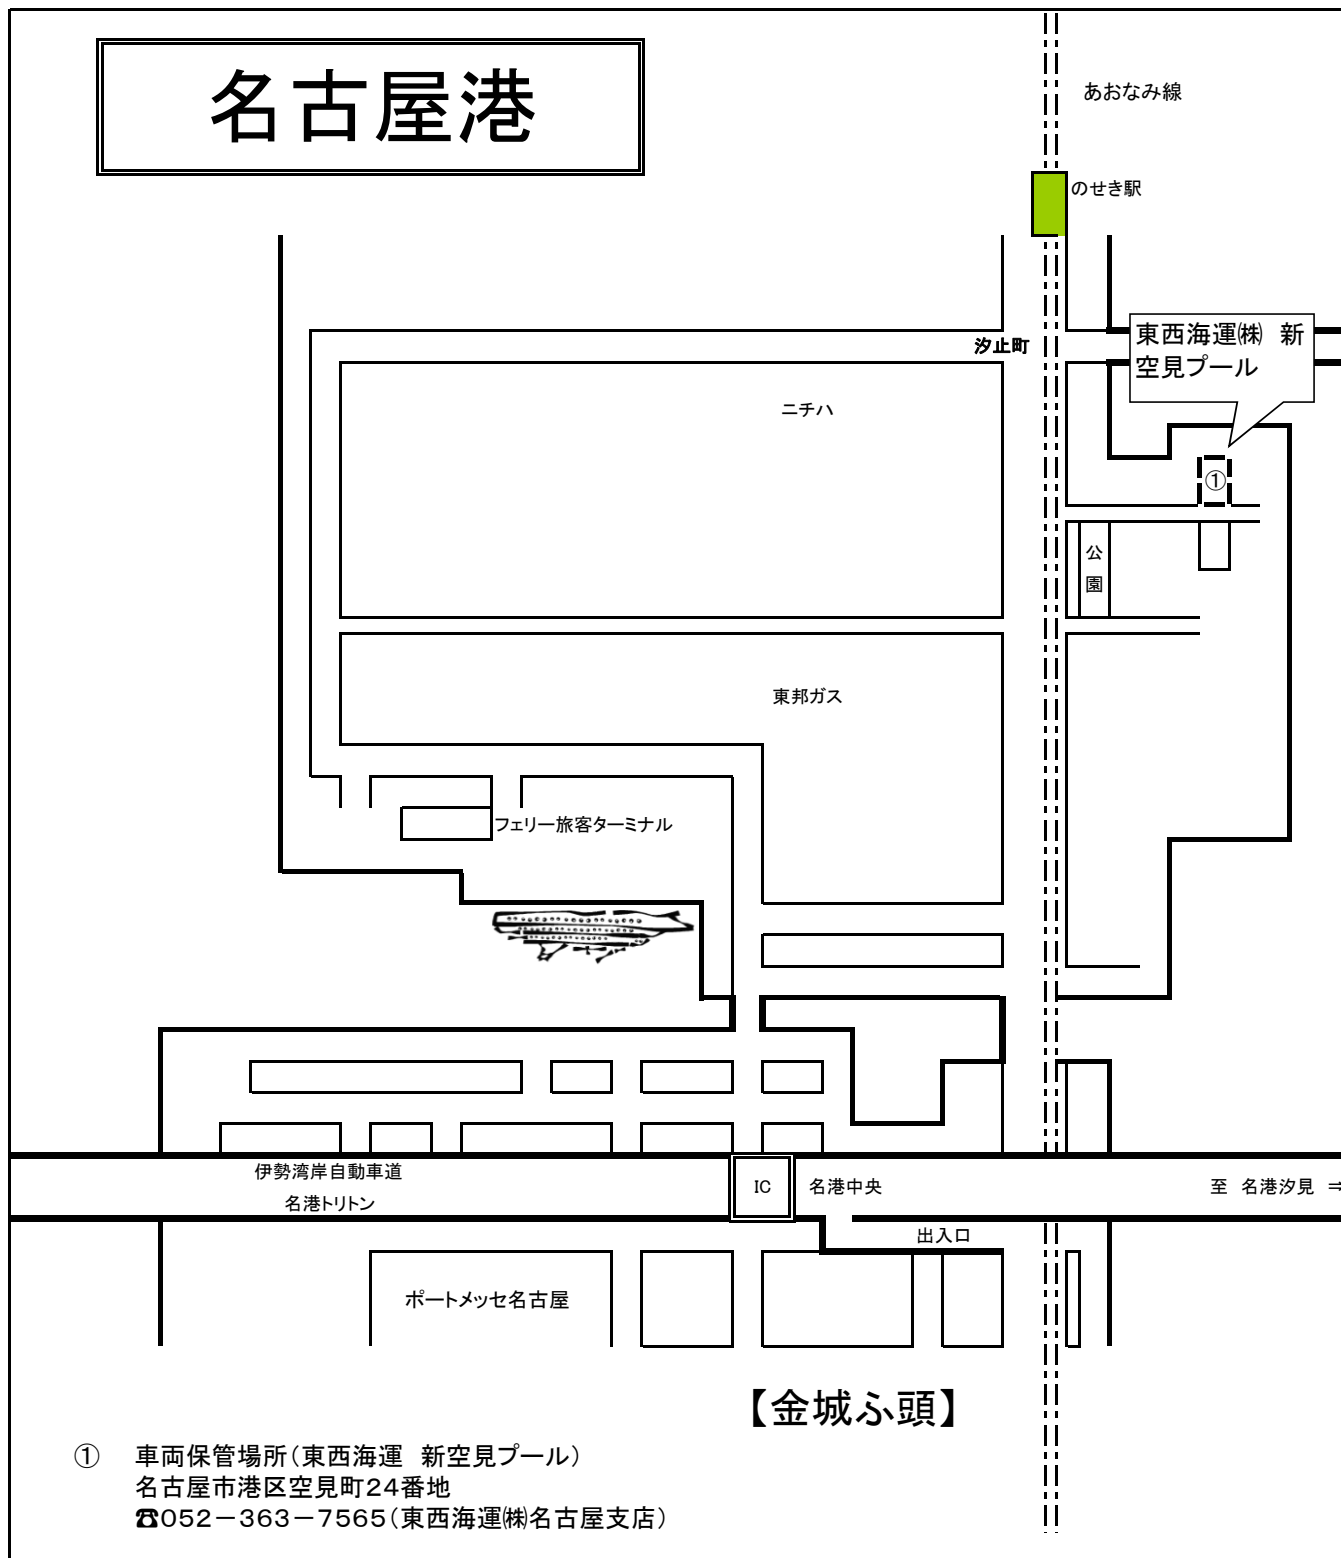 名古屋港
あおなみ線
のせき駅
東西海運㈱　新
空見プール
汐止町
ニチハ
①
公
園
東邦ガス
フェリー旅客ターミナル
伊勢湾岸自動車道
名港トリトン
IC
名港中央
至　名港汐見　⇒
出入口
ポートメッセ名古屋
【金城ふ頭】
①　車両保管場所（東西海運　新空見プール）
名古屋市港区空見町２４番地
☎０５２－３６３－７５６５（東西海運㈱名古屋支店）